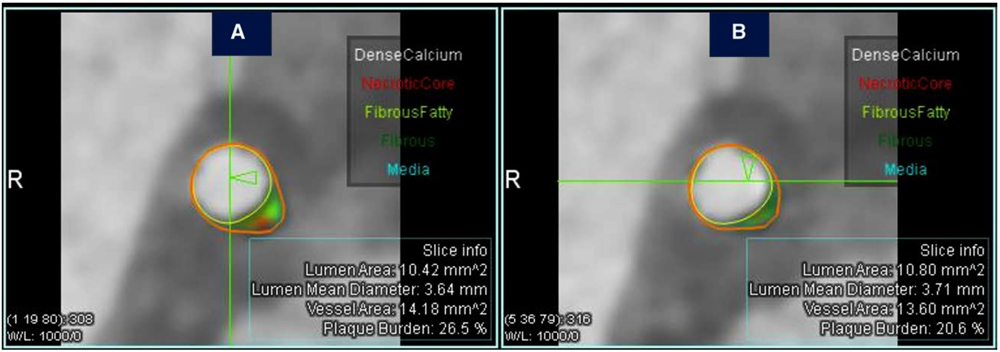 A
DenseCalcium
NecroticCore
FibrousFatty
Fibrous
Media
R
Slice info
Lumen Area: 10.42 mm^2
Lumen Mean Diameter: 3.64 mm
Vessel Area: 14.18 mm^2
Plaque Burden: 26.5 %
(1 19 80): 308
W/L: 1000/0
B
DenseCalcium
NecroticCore
FibrousFatty
Fibrous
Media
R
Slice info
Lumen Area: 10.80 mm^2
Lumen Mean Diameter: 3.71 mm
Vessel Area: 13.60 mm^2
Plaque Burden: 20.6 %
(5 36 79): 316
W/L: 1000/0